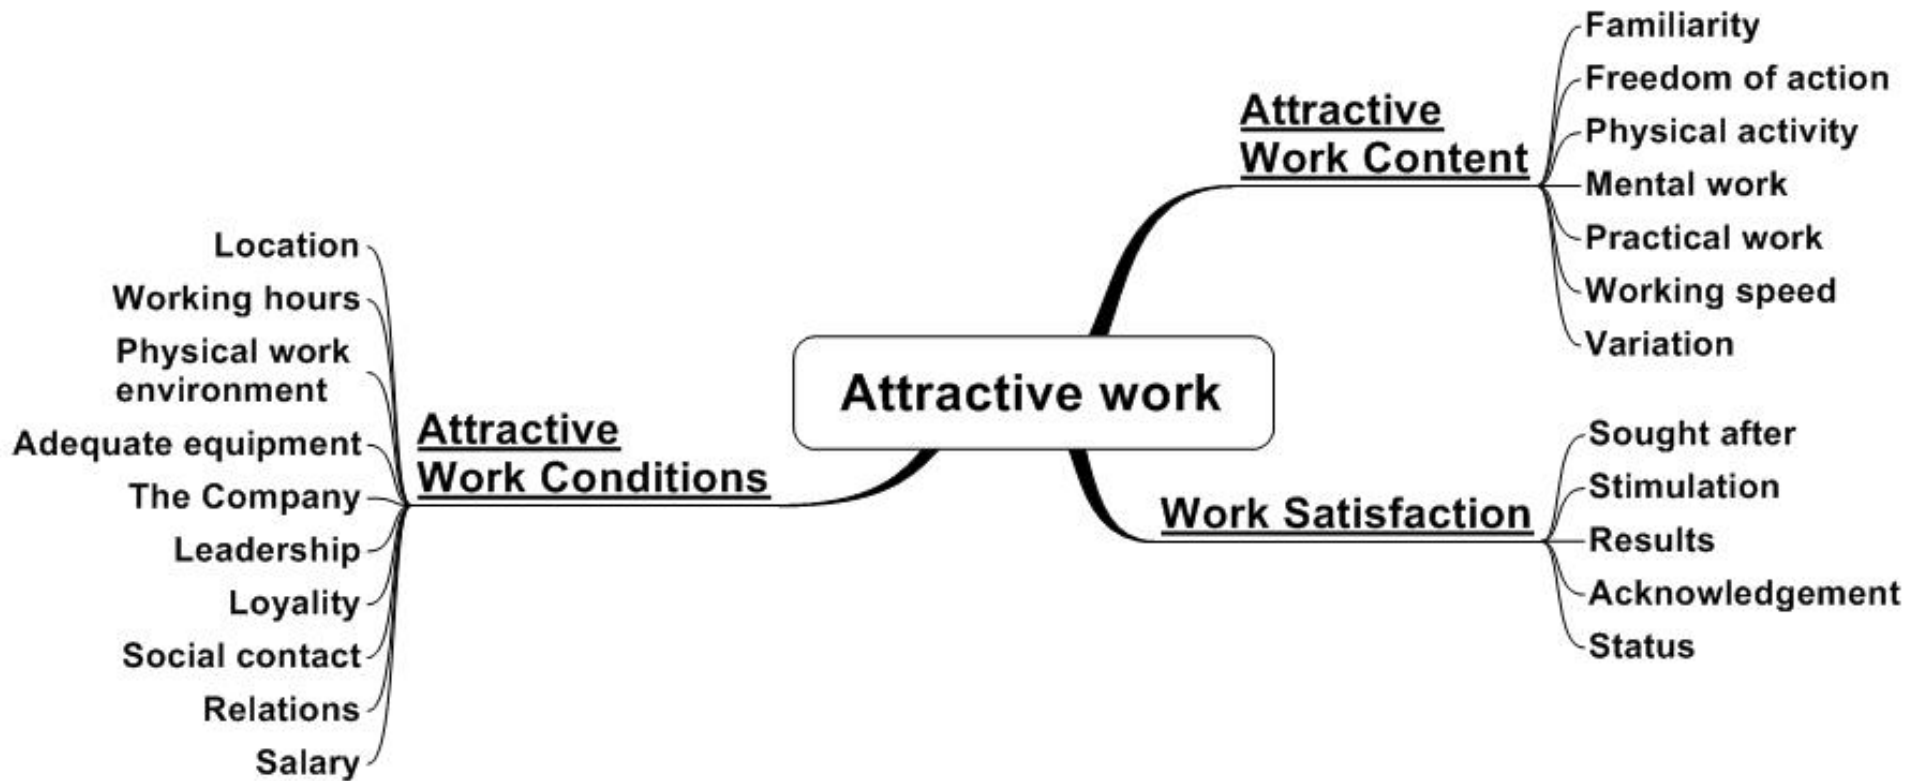 Attractive work
Attractive
Work Content
Familiarity
Freedom of action
Physical activity
Mental work
Practical work
Working speed
Variation
Work Satisfaction
Sought after
Stimulation
Results
Acknowledgement
Status
Attractive
Work Conditions
Location
Working hours
Physical work
environment
Adequate equipment
The Company
Leadership
Loyality
Social contact
Relations
Salary